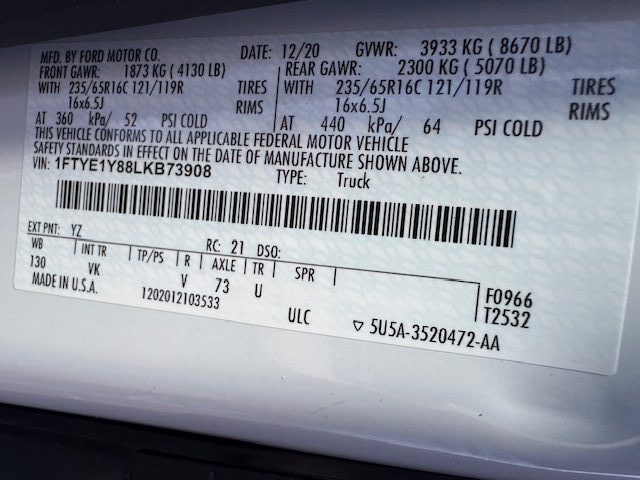 MFD. BY FORD MOTOR CO. DATE: 12/20 GVWR: 3933 KG ( 8670 LB)
FRONT GAWR: 1873 KG ( 4130 LB) REAR GAWR: 2300 KG ( 5070 LB)
WITH 235/65R16C 121/119R TIRES WITH 235/65R16C 121/119R TIRES
16x6.5J RIMS 16x6.5J RIMS
AT 360 kPa/ 52 PSI COLD AT 440 kPa/ 64 PSI COLD
THIS VEHICLE CONFORMS TO ALL APPLICABLE FEDERAL MOTOR VEHICLE
SAFETY STANDARDS IN EFFECT ON THE DATE OF MANUFACTURE SHOWN ABOVE.
VIN: 1FTYE1Y88LKB73908 TYPE: Truck
EXT PNT: YZ RC: 21 DSO:
WB INT TR TP/PS R AXLE TR SPR
130 VK V 73 U F0966
MADE IN U.S.A. 1202012103533 ULC T2532
▽ 5U5A-3520472-AA